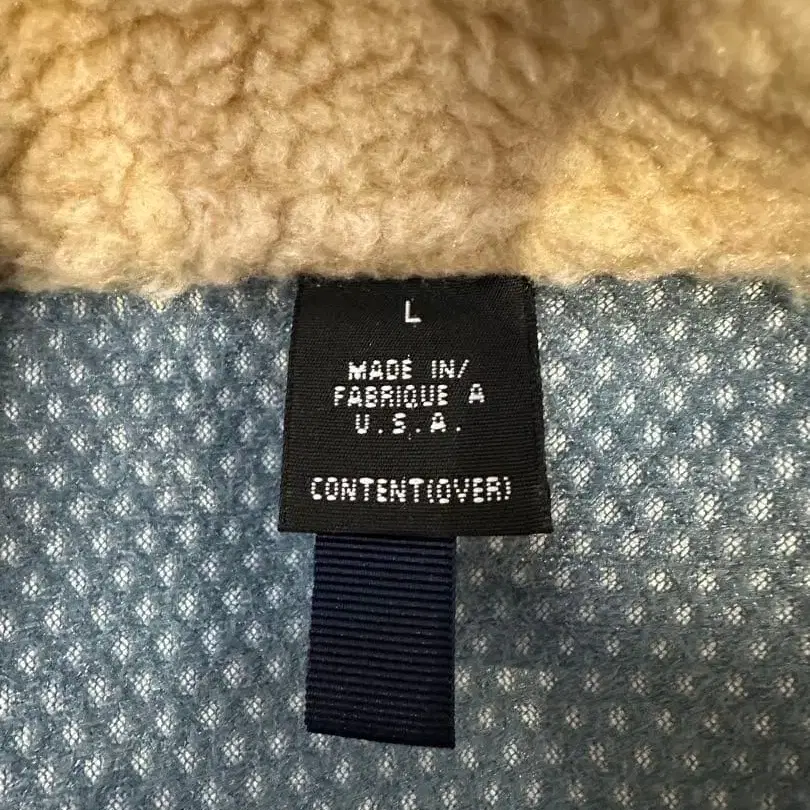 L
MADE IN/
FABRIQUE A
U.S.A.
CONTENT(OVER)